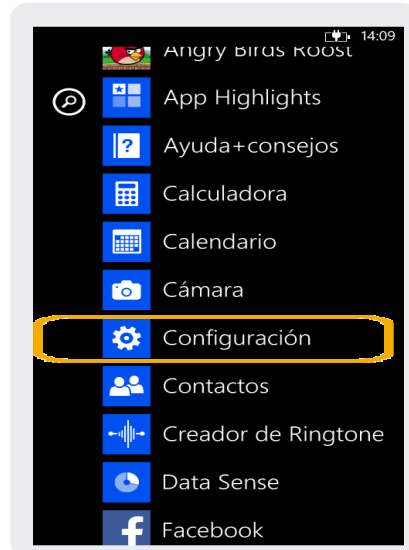 14:09
Angry Birds Roost
App Highlights
Ayuda+consejos
Calculadora
Calendario
Cámara
Configuración
Contactos
Creador de Ringtone
Data Sense
Facebook